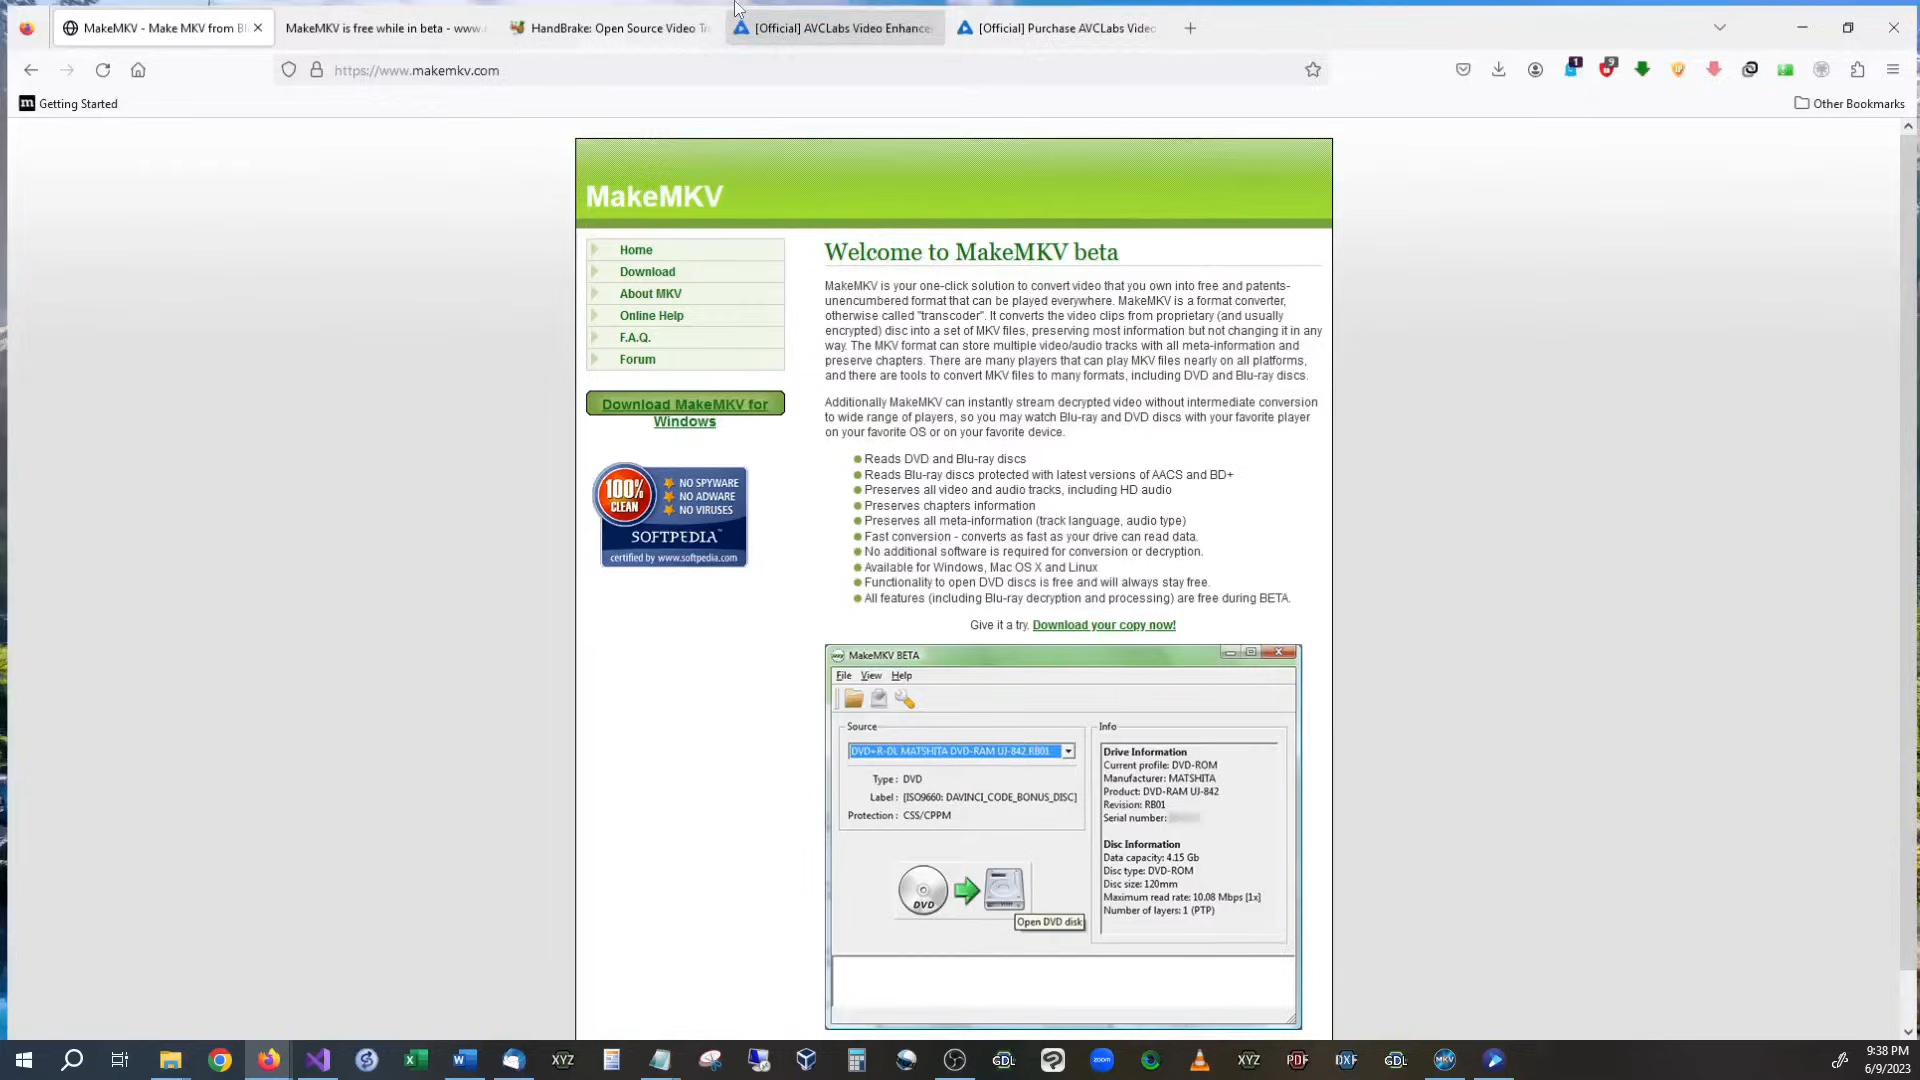 MakeMKV - Make MKV from Bl
MakeMKV is free while in beta - www.
HandBrake: Open Source Video Tr
[Official] AVCLabs Video Enhance
[Official] Purchase AVCLabs Video
https://www.makemkv.com
1
9
m Getting Started
Other Bookmarks
MakeMKV
Home
Download
About MKV
Online Help
F.A.Q.
Forum
Download MakeMKV for
Windows
100%
CLEAN
NO SPYWARE
NO ADWARE
NO VIRUSES
SOFTPEDIA
certified by www.softpedia.com
Welcome to MakeMKV beta
MakeMKV is your one-click solution to convert video that you own into free and patents-
unencumbered format that can be played everywhere. MakeMKV is a format converter,
otherwise called "transcoder". It converts the video clips from proprietary (and usually
encrypted) disc into a set of MKV files, preserving most information but not changing it in any
way. The MKV format can store multiple video/audio tracks with all meta-information and
preserve chapters. There are many players that can play MKV files nearly on all platforms,
and there are tools to convert MKV files to many formats, including DVD and Blu-ray discs.
Additionally MakeMKV can instantly stream decrypted video without intermediate conversion
to wide range of players, so you may watch Blu-ray and DVD discs with your favorite player
on your favorite OS or on your favorite device.
Reads DVD and Blu-ray discs
Reads Blu-ray discs protected with latest versions of AACS and BD+
Preserves all video and audio tracks, including HD audio
Preserves chapters information
Preserves all meta-information (track language, audio type)
Fast conversion - converts as fast as your drive can read data.
No additional software is required for conversion or decryption.
Available for Windows, Mac OS X and Linux
Functionality to open DVD discs is free and will always stay free.
All features (including Blu-ray decryption and processing) are free during BETA.
Give it a try. Download your copy now!
MakeMKV BETA
File View Help
Source
DVD+R-DL MATSHITA DVD-RAM UJ-842 RB01
Type : DVD
Label : [ISO9660: DAVINCI_CODE_BONUS_DISC]
Protection : CSS/CPPM
DVD
Open DVD disk
Info
Drive Information
Current profile: DVD-ROM
Manufacturer: MATSHITA
Product: DVD-RAM UJ-842
Revision: RB01
Serial number:
Disc Information
Data capacity: 4.15 Gb
Disc type: DVD-ROM
Disc size: 120mm
Maximum read rate: 10.08 Mbps [1x]
Number of layers: 1 (PTP)
XYZ
GDL
zoom
XYZ
PDF
DXF
GDL
MKV
9:38 PM
6/9/2023